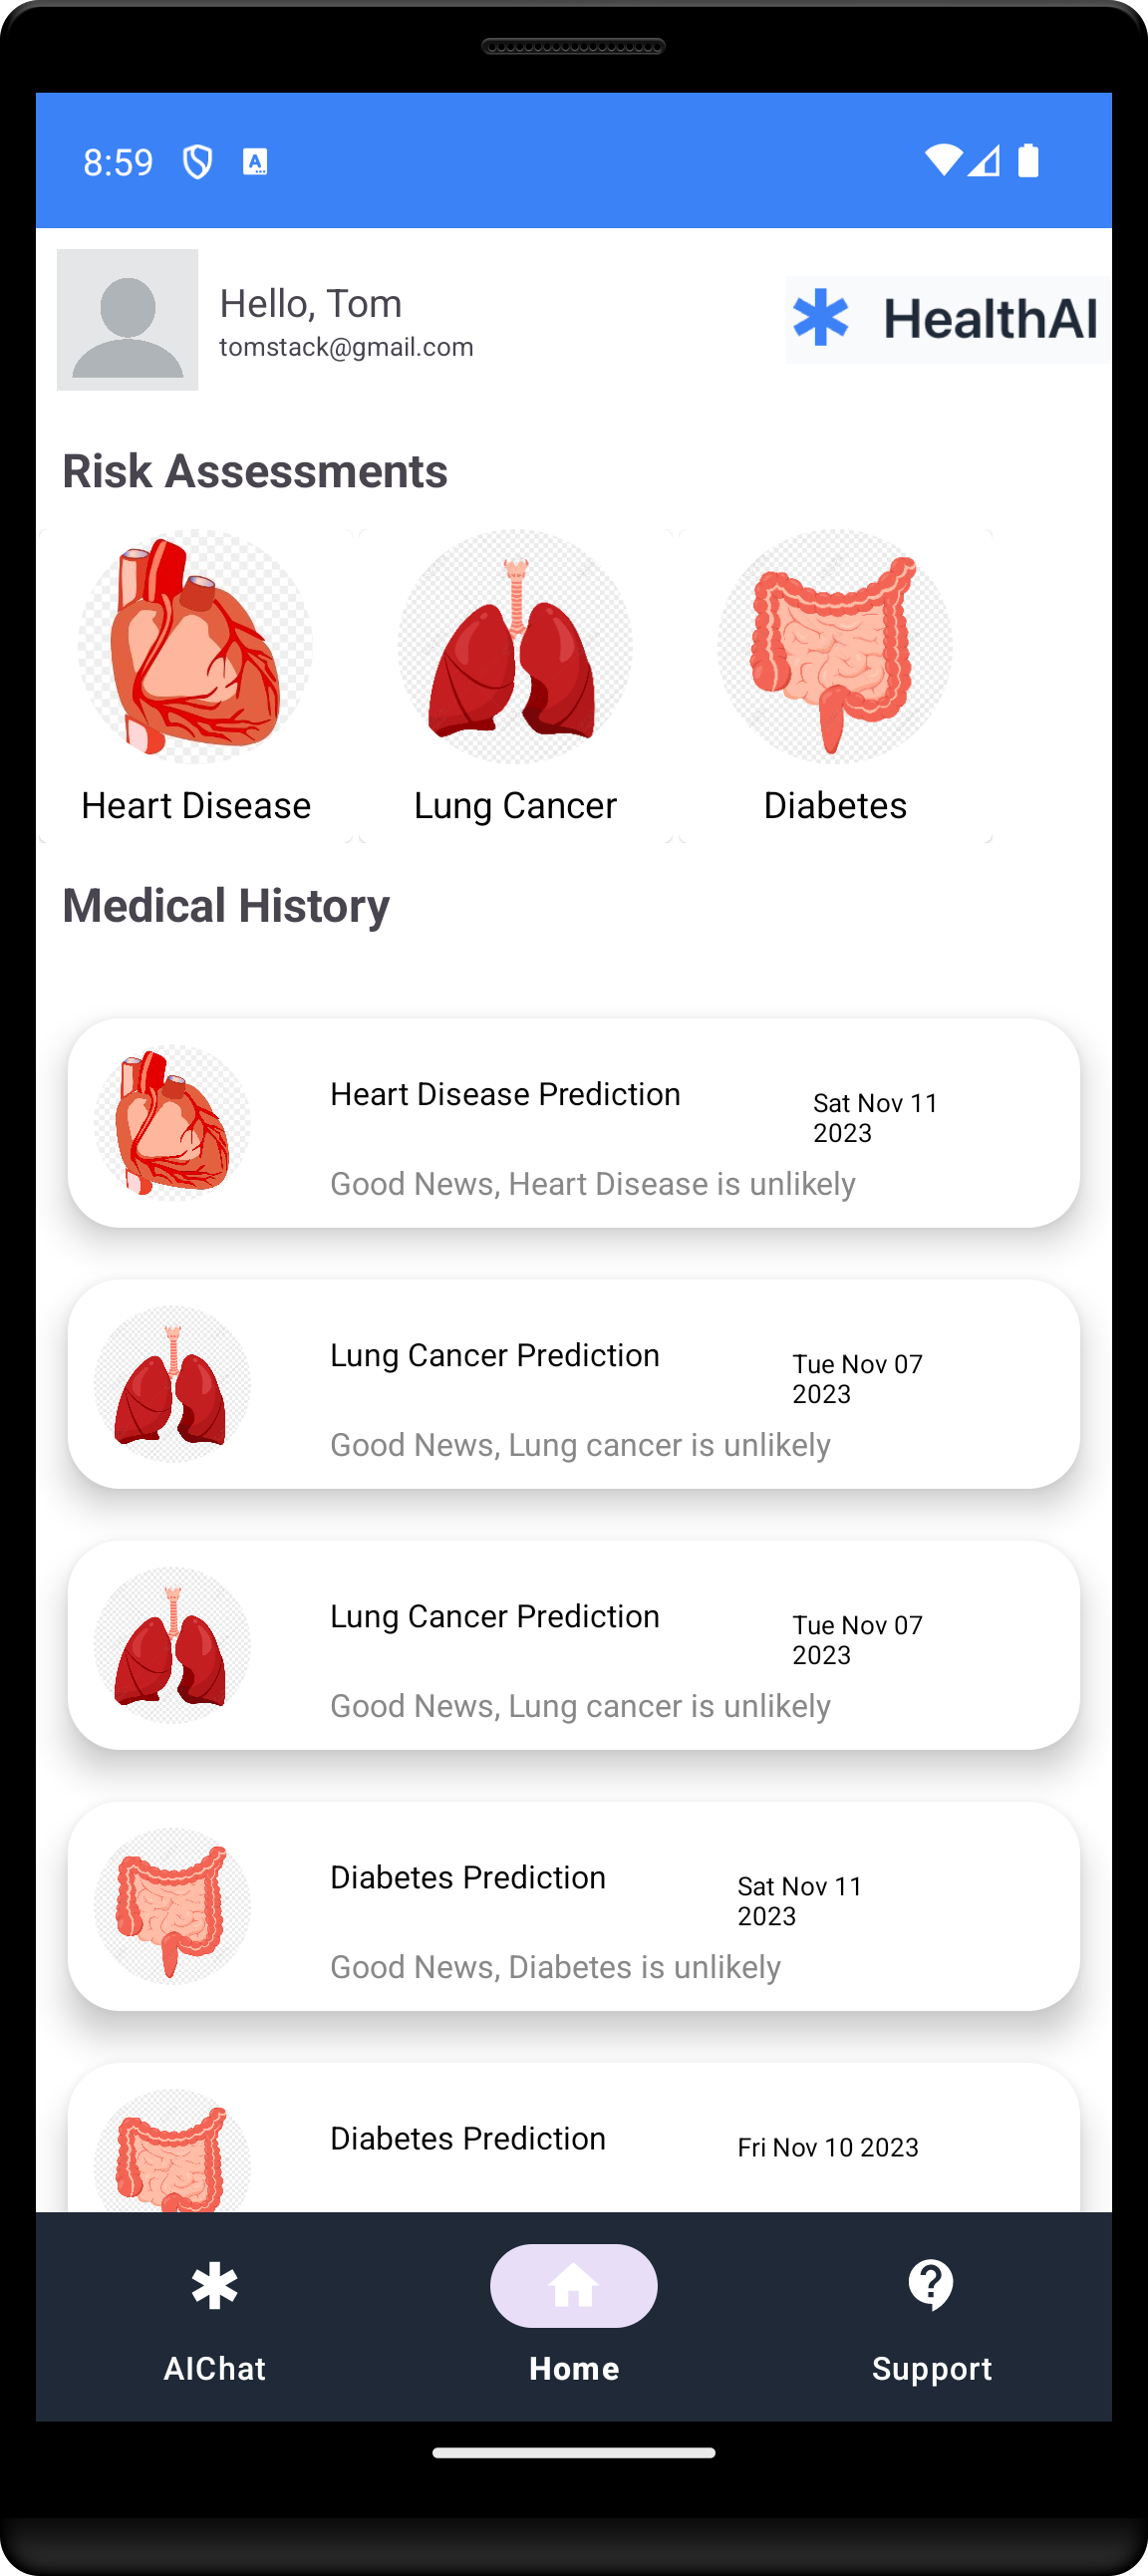 8:59
Hello, Tom
tomstack@gmail.com
HealthAI
Risk Assessments
Heart Disease
Lung Cancer
Diabetes
Medical History
Heart Disease Prediction
Sat Nov 11
2023
Good News, Heart Disease is unlikely
Lung Cancer Prediction
Tue Nov 07
2023
Good News, Lung cancer is unlikely
Lung Cancer Prediction
Tue Nov 07
2023
Good News, Lung cancer is unlikely
Diabetes Prediction
Sat Nov 11
2023
Good News, Diabetes is unlikely
Diabetes Prediction
Fri Nov 10 2023
AIChat
Home
Support